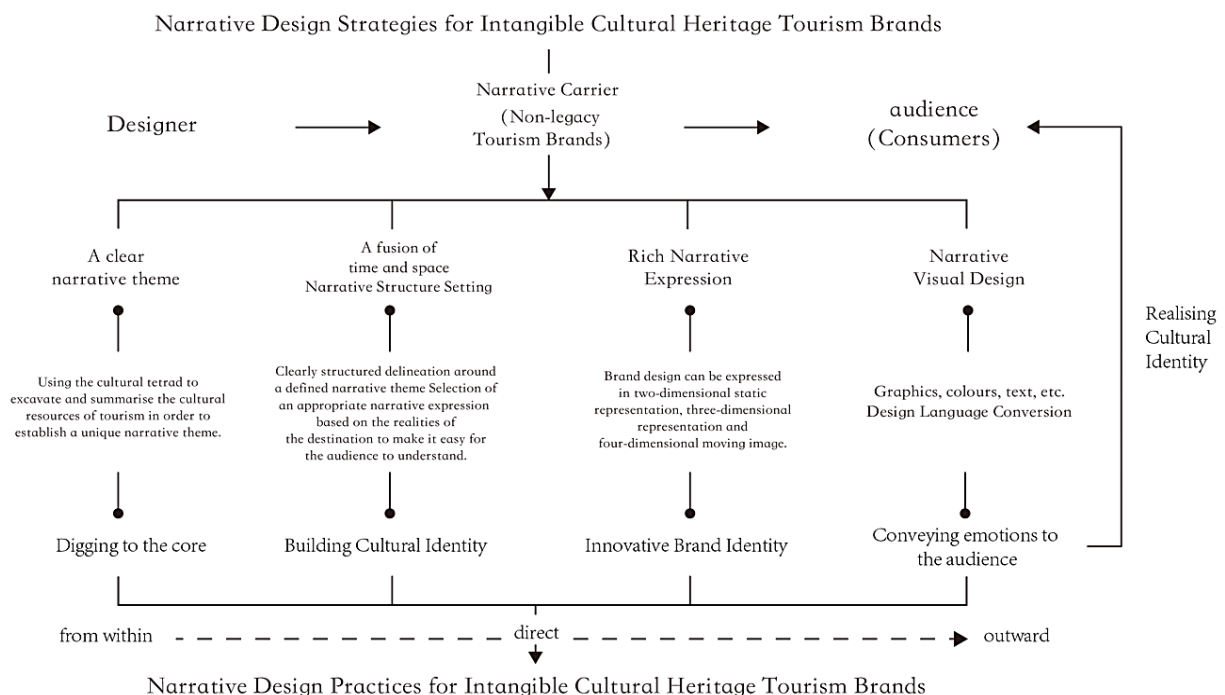 Narrative Design Strategies for Intangible Cultural Heritage Tourism Brands
Designer
Narrative Carrier
(Non-legacy
Tourism Brands)
audience
(Consumers)
A clear
narrative theme
A fusion of
time and space
Narrative Structure Setting
Rich Narrative
Expression
Narrative
Visual Design
Realising
Cultural
Identity
Using the cultural tetrad to
excavate and summarise the cultural
resources of tourism in order to
establish a unique narrative theme.
Clearly structured delineation around
a defined narrative theme Selection of
an appropriate narrative expression
based on the realities of
the destination to make it easy for
the audience to understand.
Brand design can be expressed
in two-dimensional static
representation, three-dimensional
representation and
four-dimensional moving image.
Graphics, colours, text, etc.
Design Language Conversion
Digging to the core
Building Cultural Identity
Innovative Brand Identity
Conveying emotions to
the audience
from within
direct
outward
Narrative Design Practices for Intangible Cultural Heritage Tourism Brands